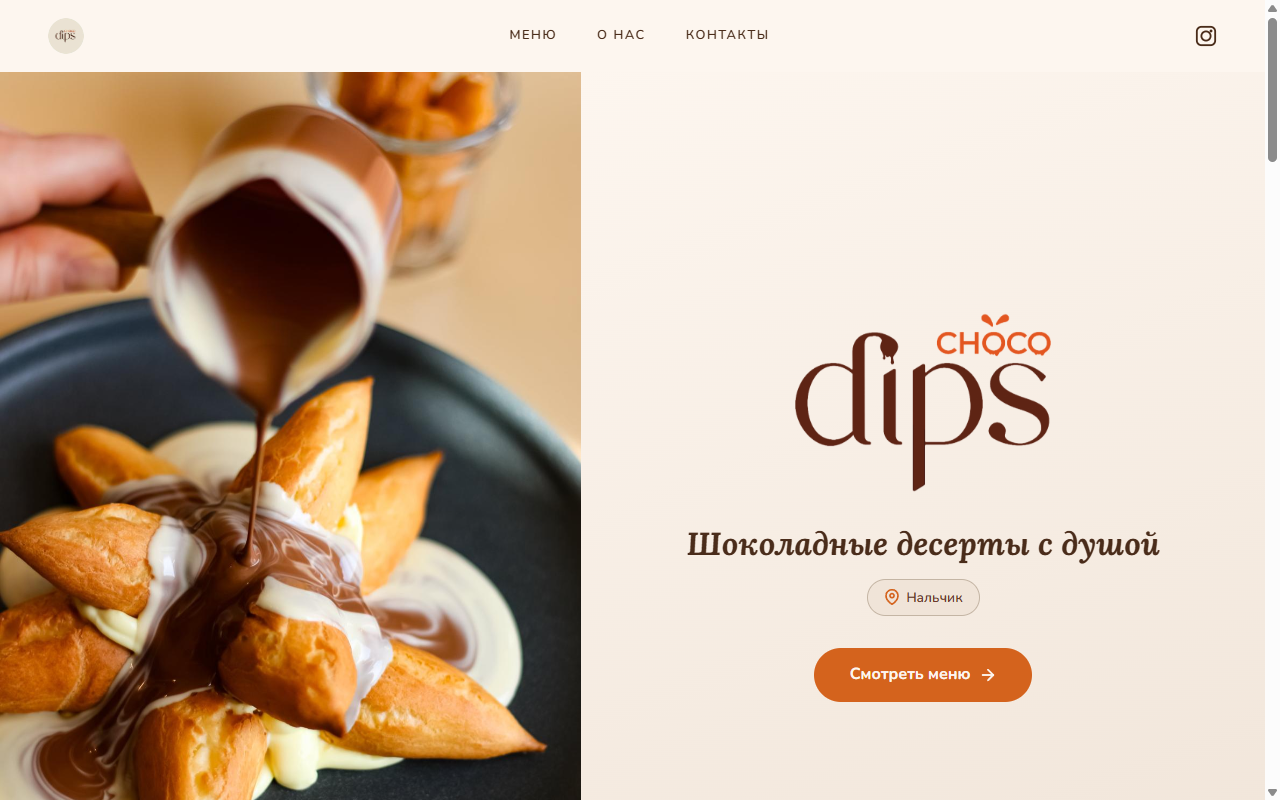 dips
МЕНЮ
О НАС
КОНТАКТЫ
CHOCO
dips
Шоколадные десерты с душой
Нальчик
Смотреть меню →